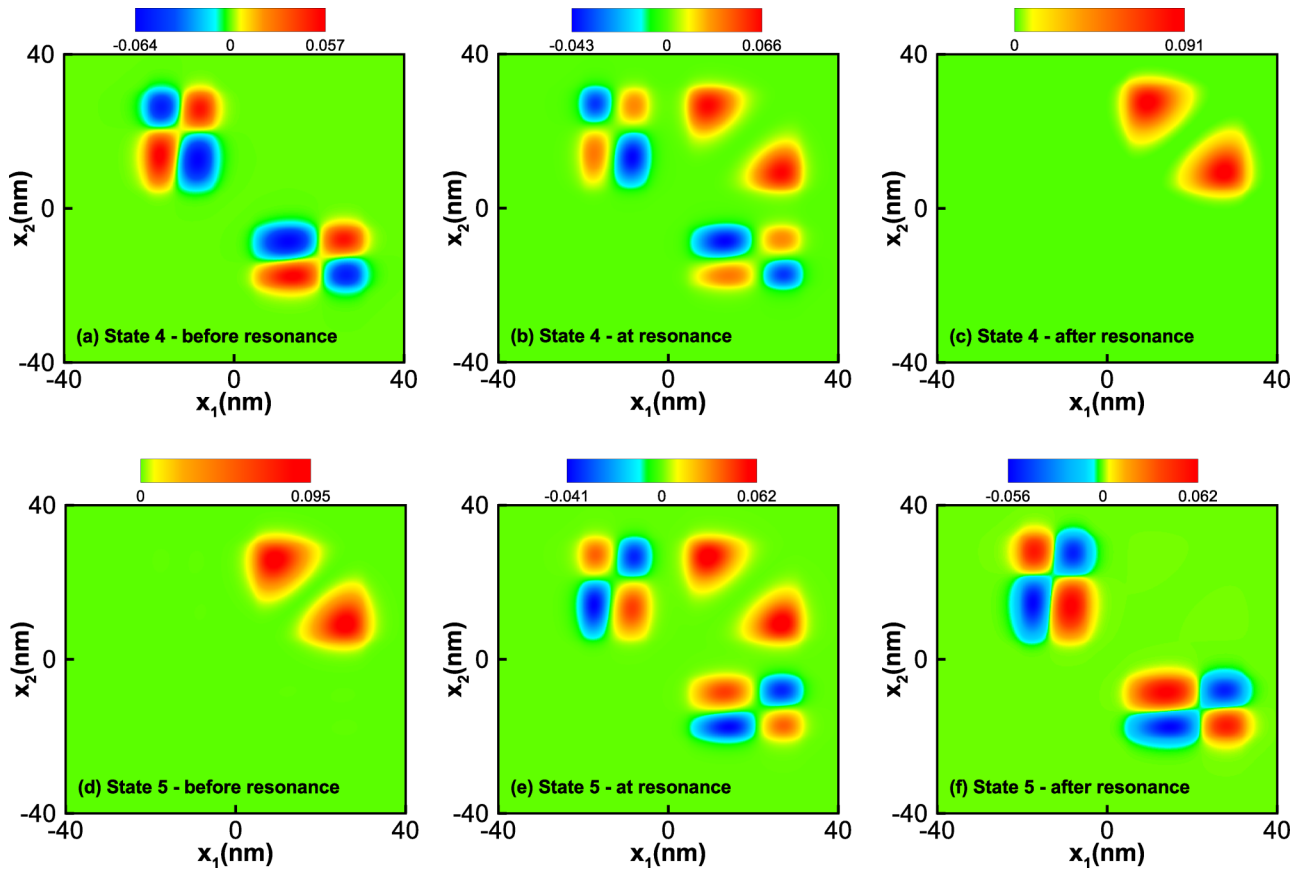 -0.064 0 0.057
-0.043 0 0.066
0 0.091
40
0
-40
x2(nm)
(a) State 4 - before resonance
-40 0 40
x1(nm)
40
0
-40
x2(nm)
(b) State 4 - at resonance
-40 0 40
x1(nm)
40
0
-40
x2(nm)
(c) State 4 - after resonance
-40 0 40
x1(nm)
0 0.095
-0.041 0 0.062
-0.056 0 0.062
40
0
-40
x2(nm)
(d) State 5 - before resonance
-40 0 40
x1(nm)
40
0
-40
x2(nm)
(e) State 5 - at resonance
-40 0 40
x1(nm)
40
0
-40
x2(nm)
(f) State 5 - after resonance
-40 0 40
x1(nm)